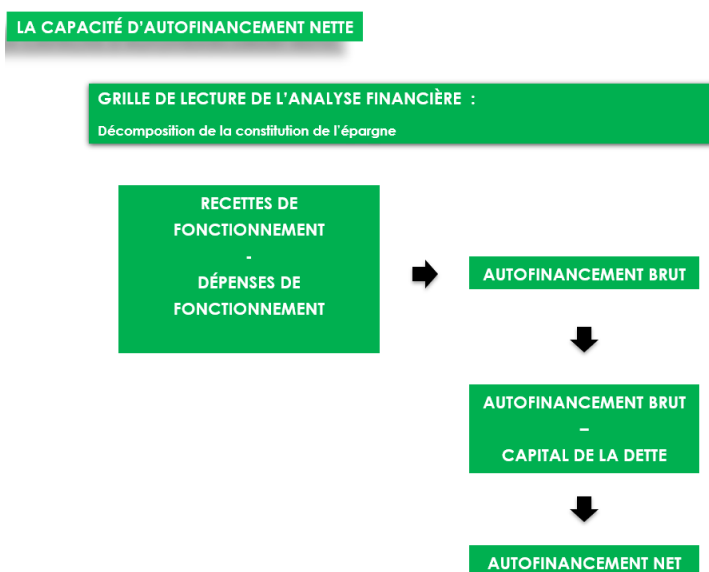 LA CAPACITÉ D'AUTOFINANCEMENT NETTE
GRILLE DE LECTURE DE L'ANALYSE FINANCIÈRE :
Décomposition de la constitution de l'épargne
RECETTES DE
FONCTIONNEMENT
-
DÉPENSES DE
FONCTIONNEMENT
AUTOFINANCEMENT BRUT
AUTOFINANCEMENT BRUT
–
CAPITAL DE LA DETTE
AUTOFINANCEMENT NET